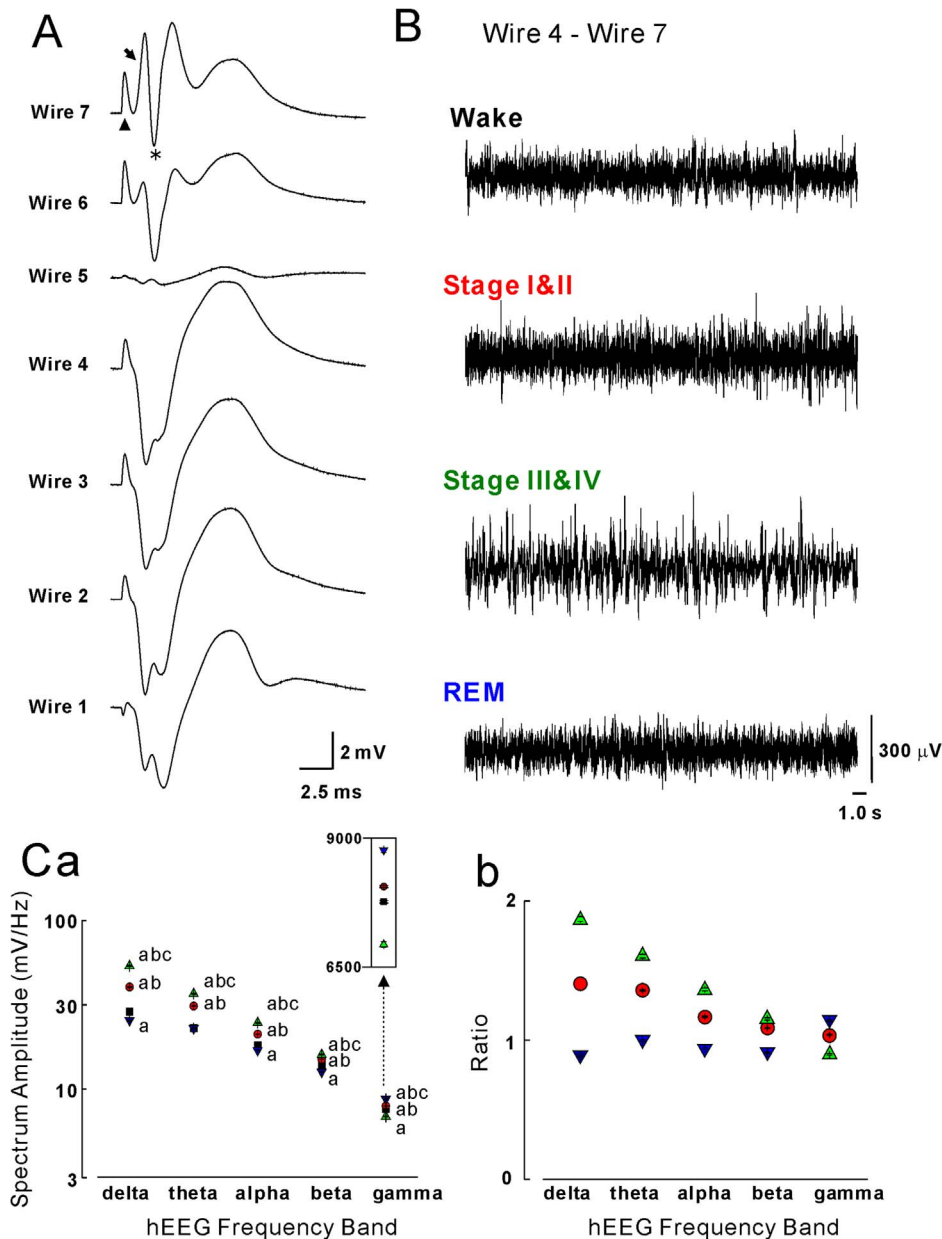 A
Wire 7
*
Wire 6
Wire 5
Wire 4
Wire 3
Wire 2
Wire 1
2 mV
2.5 ms
B
Wire 4 - Wire 7
Wake
Stage I&II
Stage III&IV
REM
300 µV
1.0 s
Ca
Spectrum Amplitude (mV/Hz)
100
30
10
3
9000
6500
abc
ab
a
abc
ab
abc
ab
a
abc
ab
a
abc
ab
a
delta
theta
alpha
beta
gamma
hEEG Frequency Band
b
Ratio
2
1
0
delta
theta
alpha
beta
gamma
hEEG Frequency Band